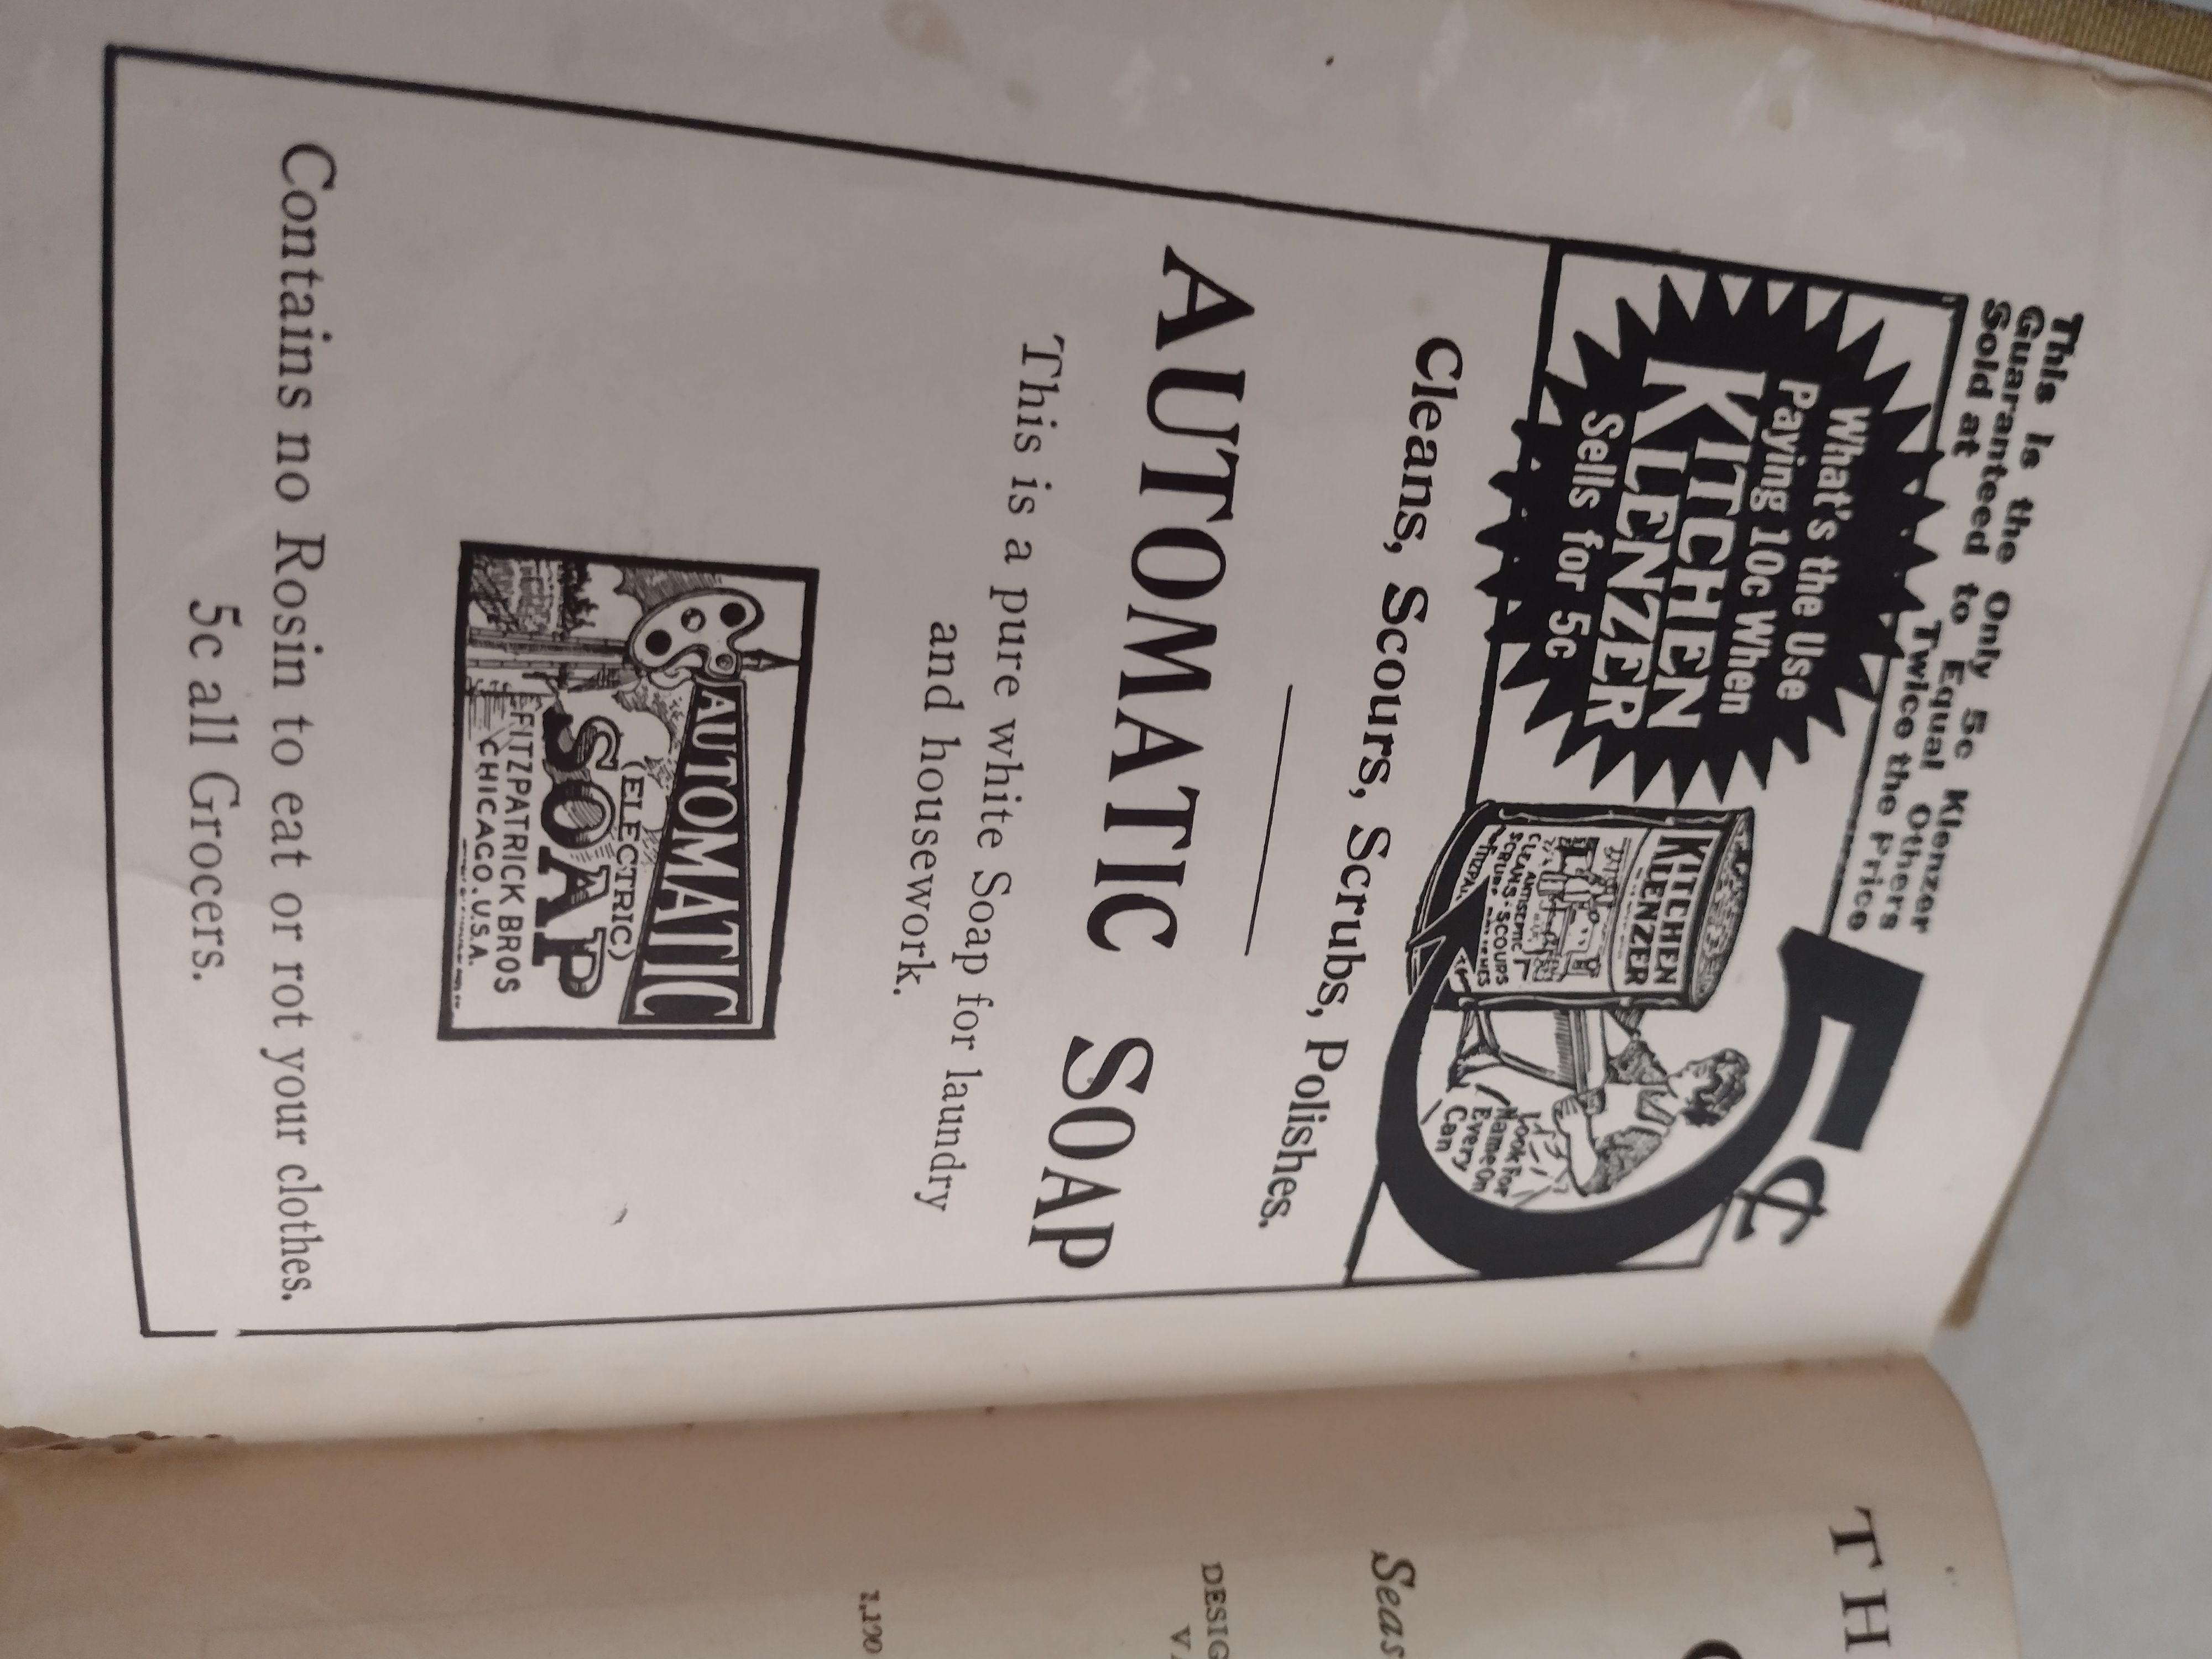 This Is the Only 5c Klenzer
Guaranteed to Equal Others
Sold at Twice the Price
What's the Use
Paying 10c When
KITCHEN
KLENZER
Sells for 5c
5¢
KITCHEN
KLENZER
ANTISEPTIC
CLEANS · SCOURS
Look For
Name On
Every
Can
Cleans, Scours, Scrubs, Polishes.
AUTOMATIC SOAP
This is a pure white Soap for laundry
and housework.
AUTOMATIC
(ELECTRIC)
SOAP
FITZPATRICK BROS
CHICAGO. U.S.A.
Contains no Rosin to eat or rot your clothes.
5c all Grocers.
TH
Seas
DESIG